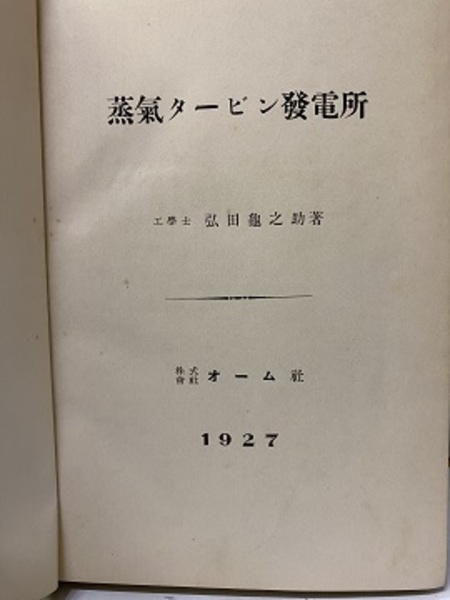 蒸氣タービン發電所
工學士 弘田龜之助著
株式會社オーム社
1927